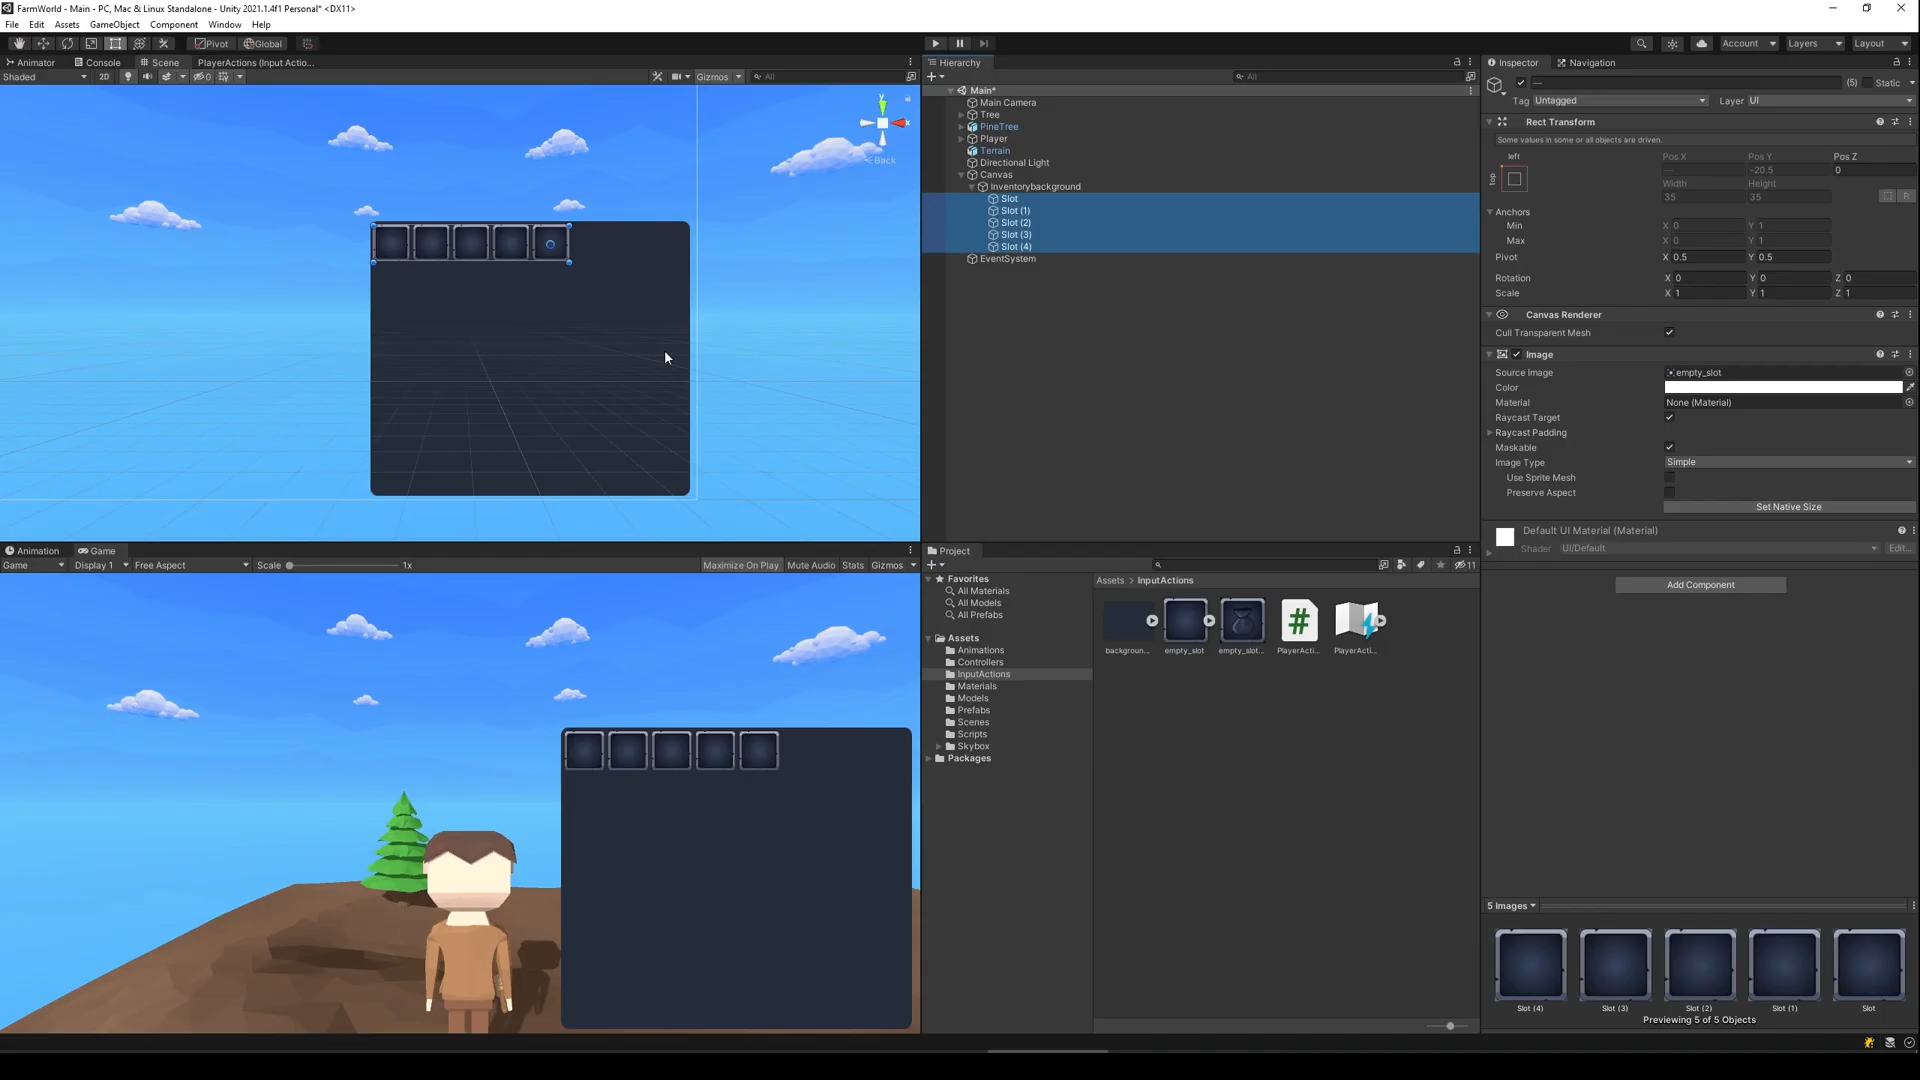 FarmWorld - Main - PC, Mac & Linux Standalone - Unity 2021.1.4f1 Personal* <DX11>
File Edit Assets GameObject Component Window Help
Pivot Global
Account Layers Layout
Animator Console Scene PlayerActions (Input Actio...
Shaded 2D 0 Gizmos All
y
x
Back
Hierarchy
All
Main*
Main Camera
Tree
PineTree
Player
Terrain
Directional Light
Canvas
Inventorybackground
Slot
Slot (1)
Slot (2)
Slot (3)
Slot (4)
EventSystem
Inspector Navigation
— (5) Static
Tag Untagged Layer UI
Rect Transform
Some values in some or all objects are driven.
left Pos X Pos Y Pos Z
top — -20.5 0
Width Height
35 35 R
Anchors
Min X 0 Y 1
Max X 0 Y 1
Pivot X 0.5 Y 0.5
Rotation X 0 Y 0 Z 0
Scale X 1 Y 1 Z 1
Canvas Renderer
Cull Transparent Mesh
Image
Source Image empty_slot
Color
Material None (Material)
Raycast Target
Raycast Padding
Maskable
Image Type Simple
Use Sprite Mesh
Preserve Aspect
Set Native Size
Default UI Material (Material)
Shader UI/Default Edit...
Add Component
5 Images
Slot (4) Slot (3) Slot (2) Slot (1) Slot
Previewing 5 of 5 Objects
Animation Game
Game Display 1 Free Aspect Scale 1x Maximize On Play Mute Audio Stats Gizmos
Project
11
Favorites
All Materials
All Models
All Prefabs
Assets
Animations
Controllers
InputActions
Materials
Models
Prefabs
Scenes
Scripts
Skybox
Packages
Assets > InputActions
#
backgroun... empty_slot empty_slot... PlayerActi... PlayerActi...